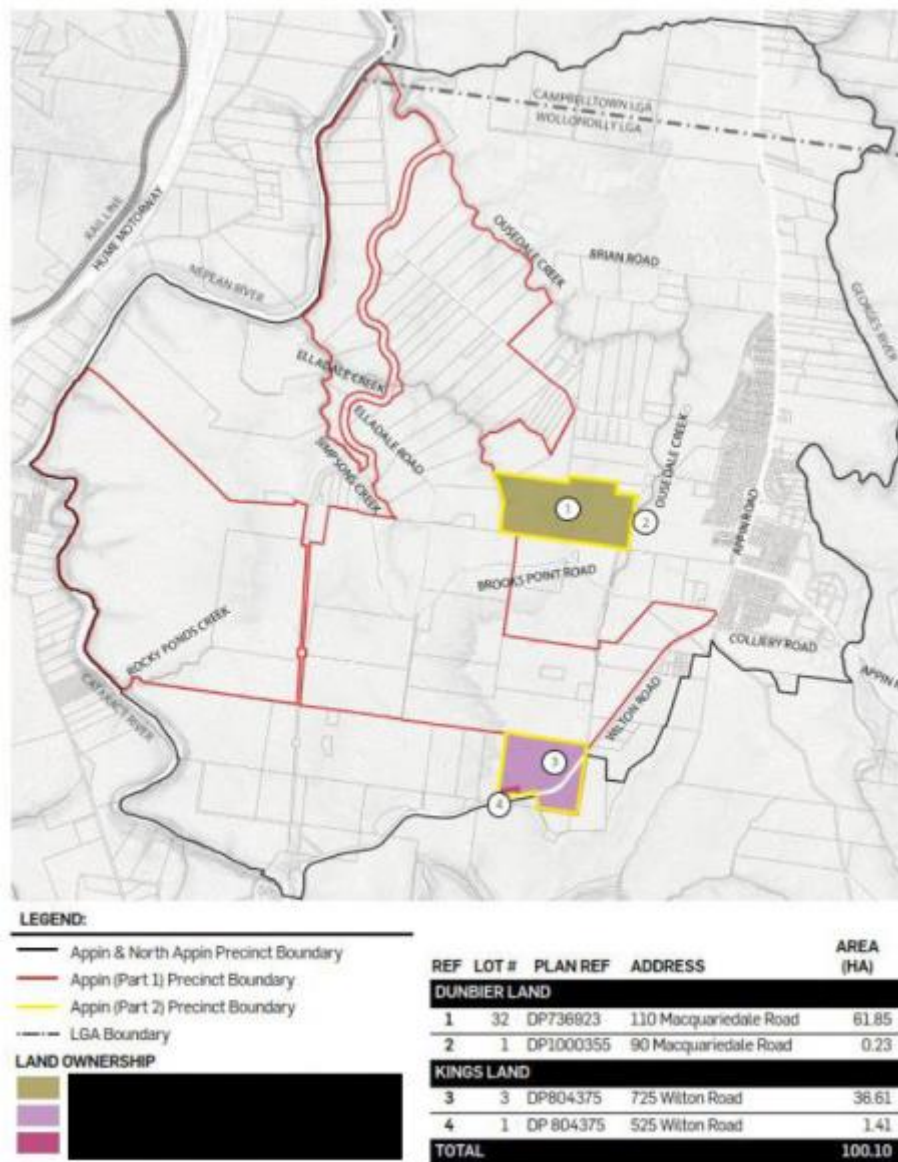 CAMPBELLTOWN LGA
WOLLONDILLY LGA
RAIL LINE
HUME MOTORWAY
NEPEAN RIVER
OUSEDALE CREEK
BRIAN ROAD
GEORGES RIVER
ELLADALE CREEK
ELLADALE ROAD
SIMPSONS CREEK
OUSEDALE CREEK
1
2
APPIN ROAD
BROOKS POINT ROAD
ROCKY PONDS CREEK
COLLIERY ROAD
CATARACT RIVER
WILTON ROAD
3
4
LEGEND:
Appin & North Appin Precinct Boundary
Appin (Part 1) Precinct Boundary
Appin (Part 2) Precinct Boundary
LGA Boundary
LAND OWNERSHIP
REF LOT # PLAN REF ADDRESS AREA (HA)
DUNBIER LAND
1 32 DP736923 110 Macquariedale Road 61.85
2 1 DP1000355 90 Macquariedale Road 0.23
KINGS LAND
3 3 DP804375 725 Wilton Road 36.61
4 1 DP 804375 525 Wilton Road 1.41
TOTAL 100.10